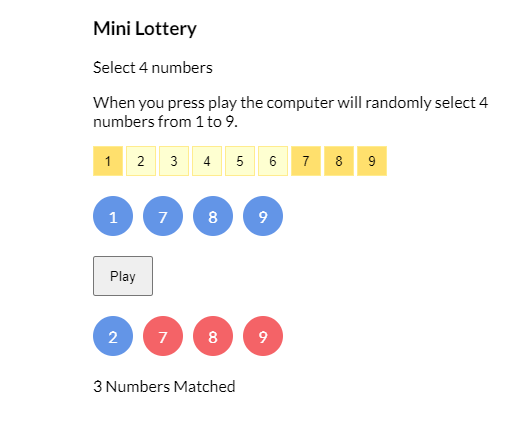 Mini Lottery
Select 4 numbers
When you press play the computer will randomly select 4
numbers from 1 to 9.
1 2 3 4 5 6 7 8 9
1 7 8 9
Play
2 7 8 9
3 Numbers Matched